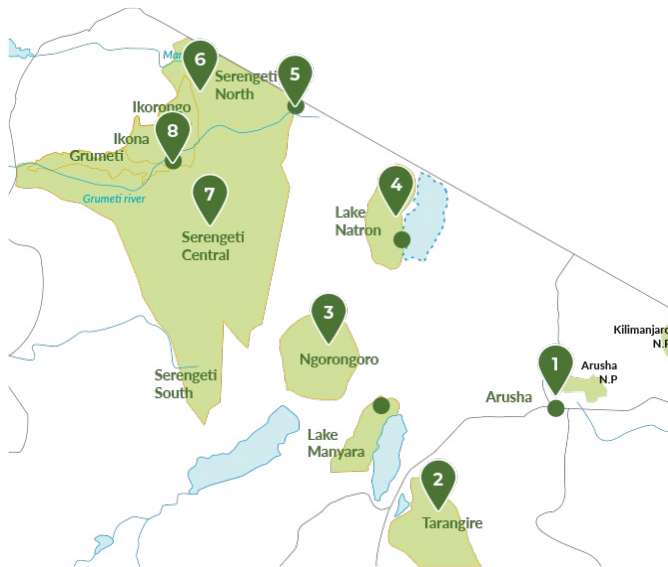 Mar
6
Serengeti
North
5
Ikorongo
Ikona
8
Grumeti
Grumeti river
7
Serengeti
Central
4
Lake
Natron
3
Ngorongoro
Kilimanjaro
N.P
1
Arusha
N.P
Arusha
Serengeti
South
Lake
Manyara
2
Tarangire